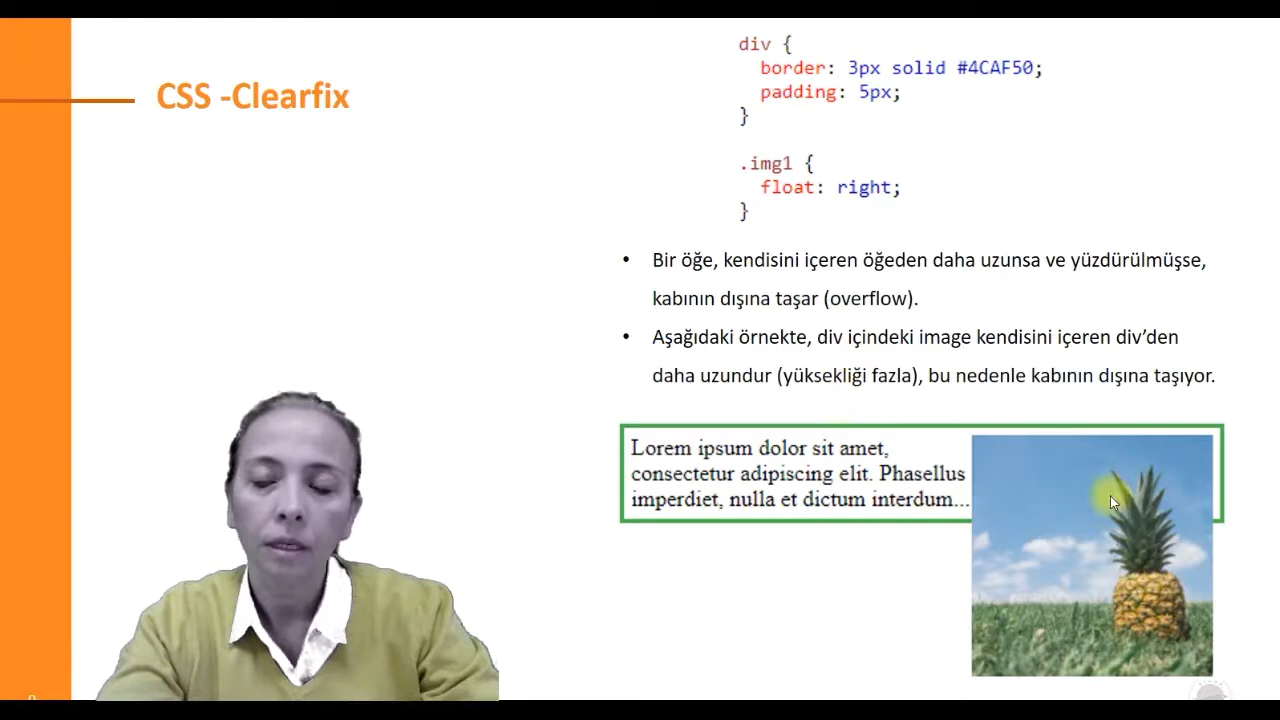 CSS -Clearfix
div {
border: 3px solid #4CAF50;
padding: 5px;
}
.img1 {
float: right;
}
• Bir öğe, kendisini içeren öğeden daha uzunsa ve yüzdürülmüşse,
kabının dışına taşar (overflow).
• Aşağıdaki örnekte, div içindeki image kendisini içeren div’den
daha uzundur (yüksekliği fazla), bu nedenle kabının dışına taşıyor.
Lorem ipsum dolor sit amet,
consectetur adipiscing elit. Phasellus
imperdiet, nulla et dictum interdum...